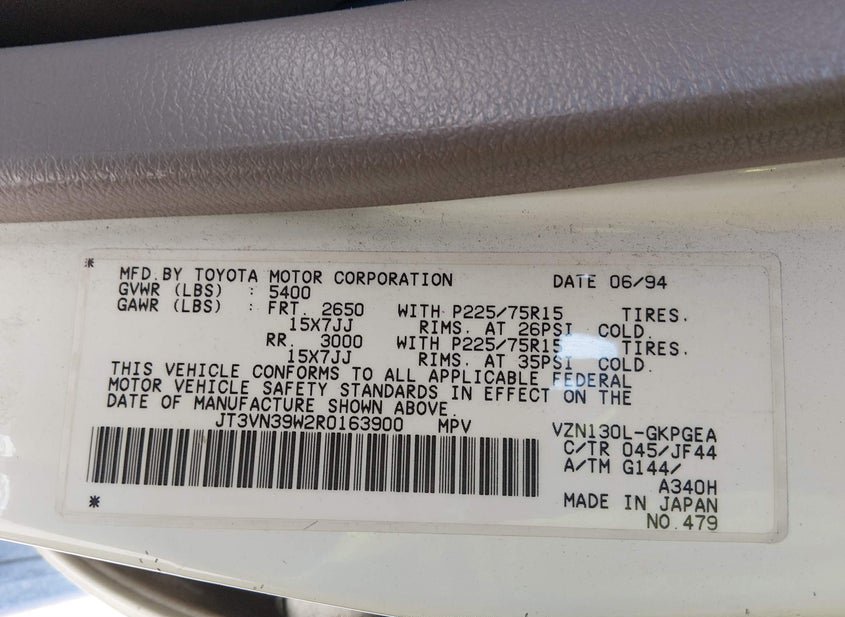 MFD.BY TOYOTA MOTOR CORPORATION DATE 06/94
GVWR (LBS) : 5400
GAWR (LBS) : FRT. 2650 WITH P225/75R15 TIRES.
15X7JJ RIMS. AT 26PSI COLD.
RR. 3000 WITH P225/75R15 TIRES.
15X7JJ RIMS. AT 35PSI COLD.
THIS VEHICLE CONFORMS TO ALL APPLICABLE FEDERAL
MOTOR VEHICLE SAFETY STANDARDS IN EFFECT ON THE
DATE OF MANUFACTURE SHOWN ABOVE.
JT3VN39W2R0163900 MPV VZN130L-GKPGEA
C/TR 045/JF44
A/TM G144/
A340H
MADE IN JAPAN
NO.479